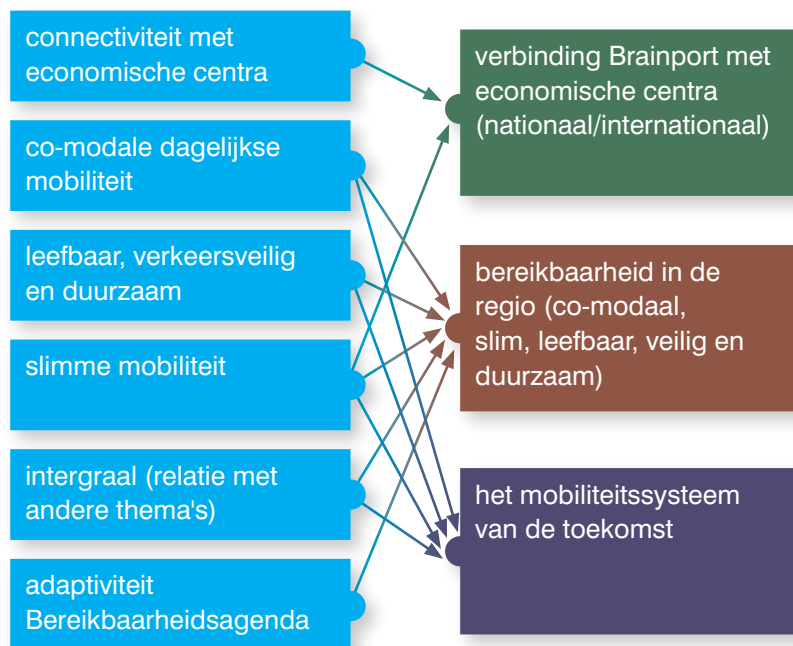 connectiviteit met
economische centra
co-modale dagelijkse
mobiliteit
leefbaar, verkeersveilig
en duurzaam
slimme mobiliteit
intergraal (relatie met
andere thema's)
adaptiviteit
Bereikbaarheidsagenda
verbinding Brainport met
economische centra
(nationaal/internationaal)
bereikbaarheid in de
regio (co-modaal,
slim, leefbaar, veilig en
duurzaam)
het mobiliteitssysteem
van de toekomst